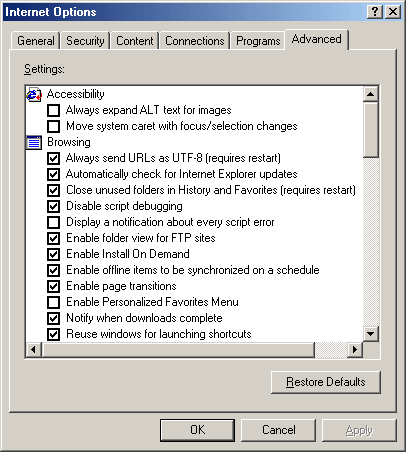 Internet Options
General Security Content Connections Programs Advanced
Settings:
Accessibility
Always expand ALT text for images
Move system caret with focus/selection changes
Browsing
Always send URLs as UTF-8 (requires restart)
Automatically check for Internet Explorer updates
Close unused folders in History and Favorites (requires restart)
Disable script debugging
Display a notification about every script error
Enable folder view for FTP sites
Enable Install On Demand
Enable offline items to be synchronized on a schedule
Enable page transitions
Enable Personalized Favorites Menu
Notify when downloads complete
Reuse windows for launching shortcuts
Restore Defaults
OK Cancel Apply